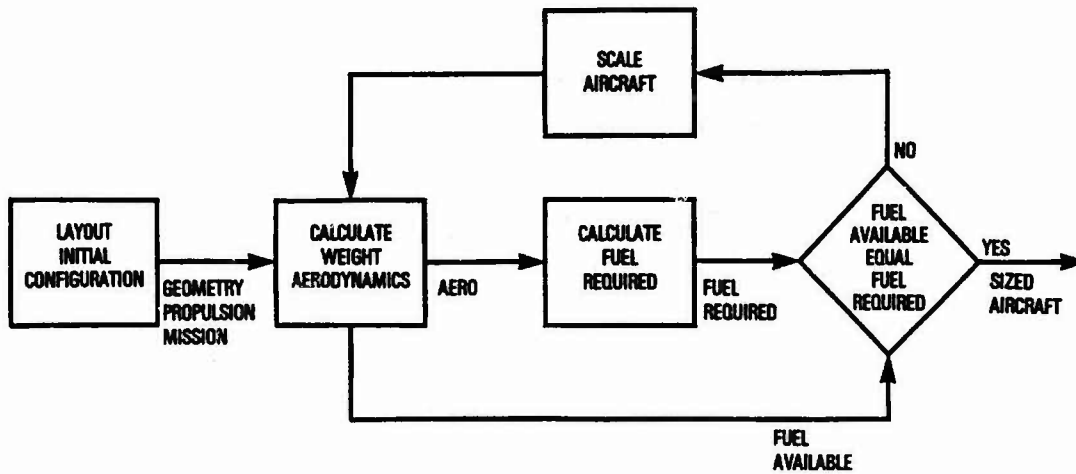 SCALE
AIRCRAFT
NO
LAYOUT
INITIAL
CONFIGURATION
GEOMETRY
PROPULSION
MISSION
CALCULATE
WEIGHT
AERODYNAMICS
AERO
CALCULATE
FUEL
REQUIRED
FUEL
REQUIRED
FUEL
AVAILABLE
EQUAL
FUEL
REQUIRED
YES
SIZED
AIRCRAFT
FUEL
AVAILABLE